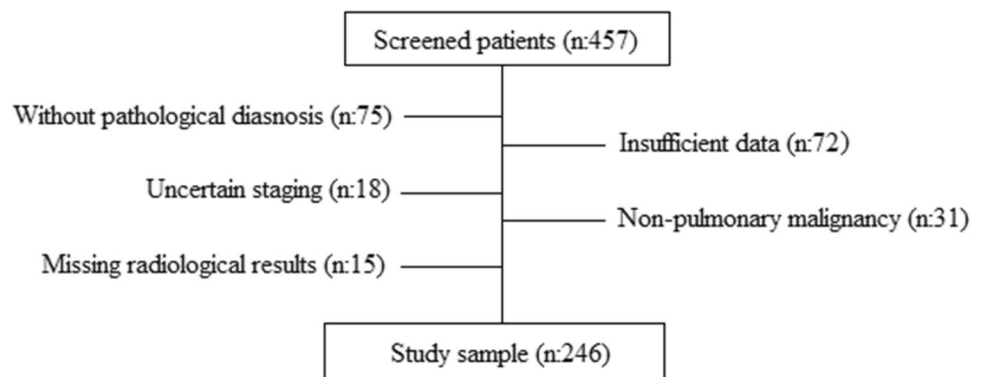 Screened patients (n:457)
Without pathological diasnosis (n:75)
Insufficient data (n:72)
Uncertain staging (n:18)
Non-pulmonary malignancy (n:31)
Missing radiological results (n:15)
Study sample (n:246)